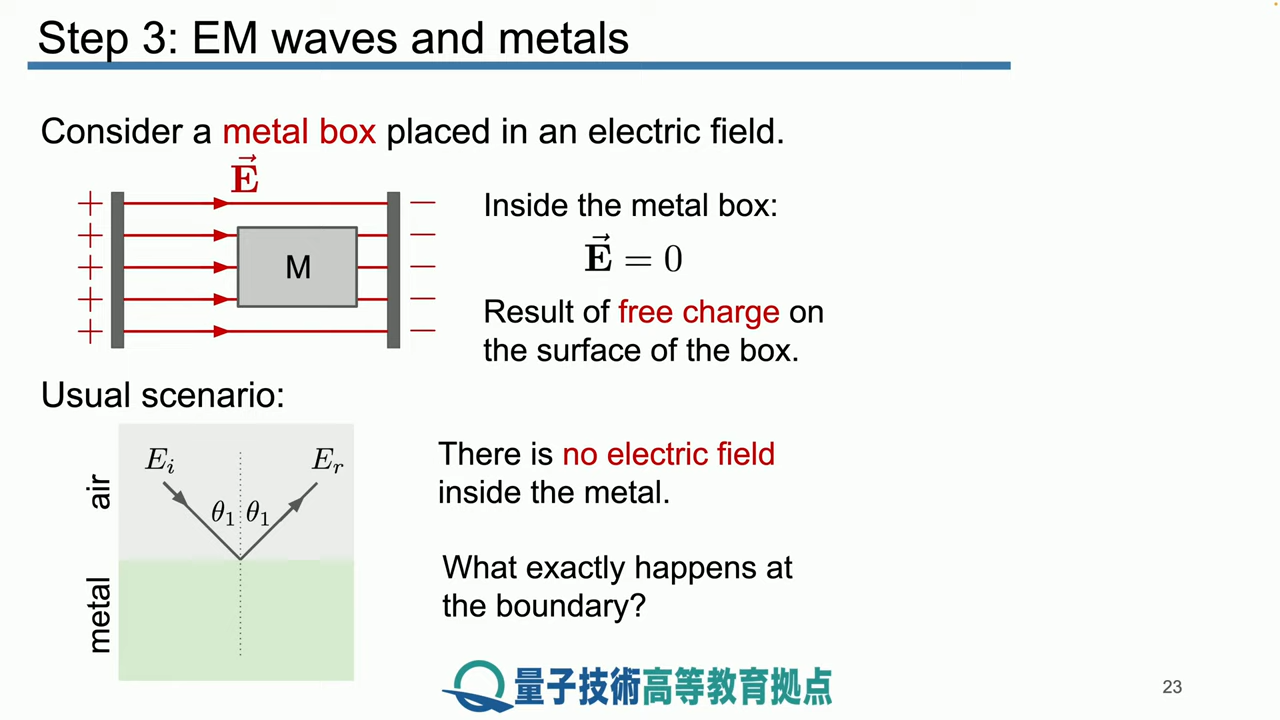 Step 3: EM waves and metals
Consider a metal box placed in an electric field.
\vec{E}
+ −
+ −
+ M −
+ −
+ −
Inside the metal box:
\vec{E} = 0
Result of free charge on
the surface of the box.
Usual scenario:
air
E_i E_r
θ_1 θ_1
metal
There is no electric field
inside the metal.
What exactly happens at
the boundary?
量子技術高等教育拠点
23